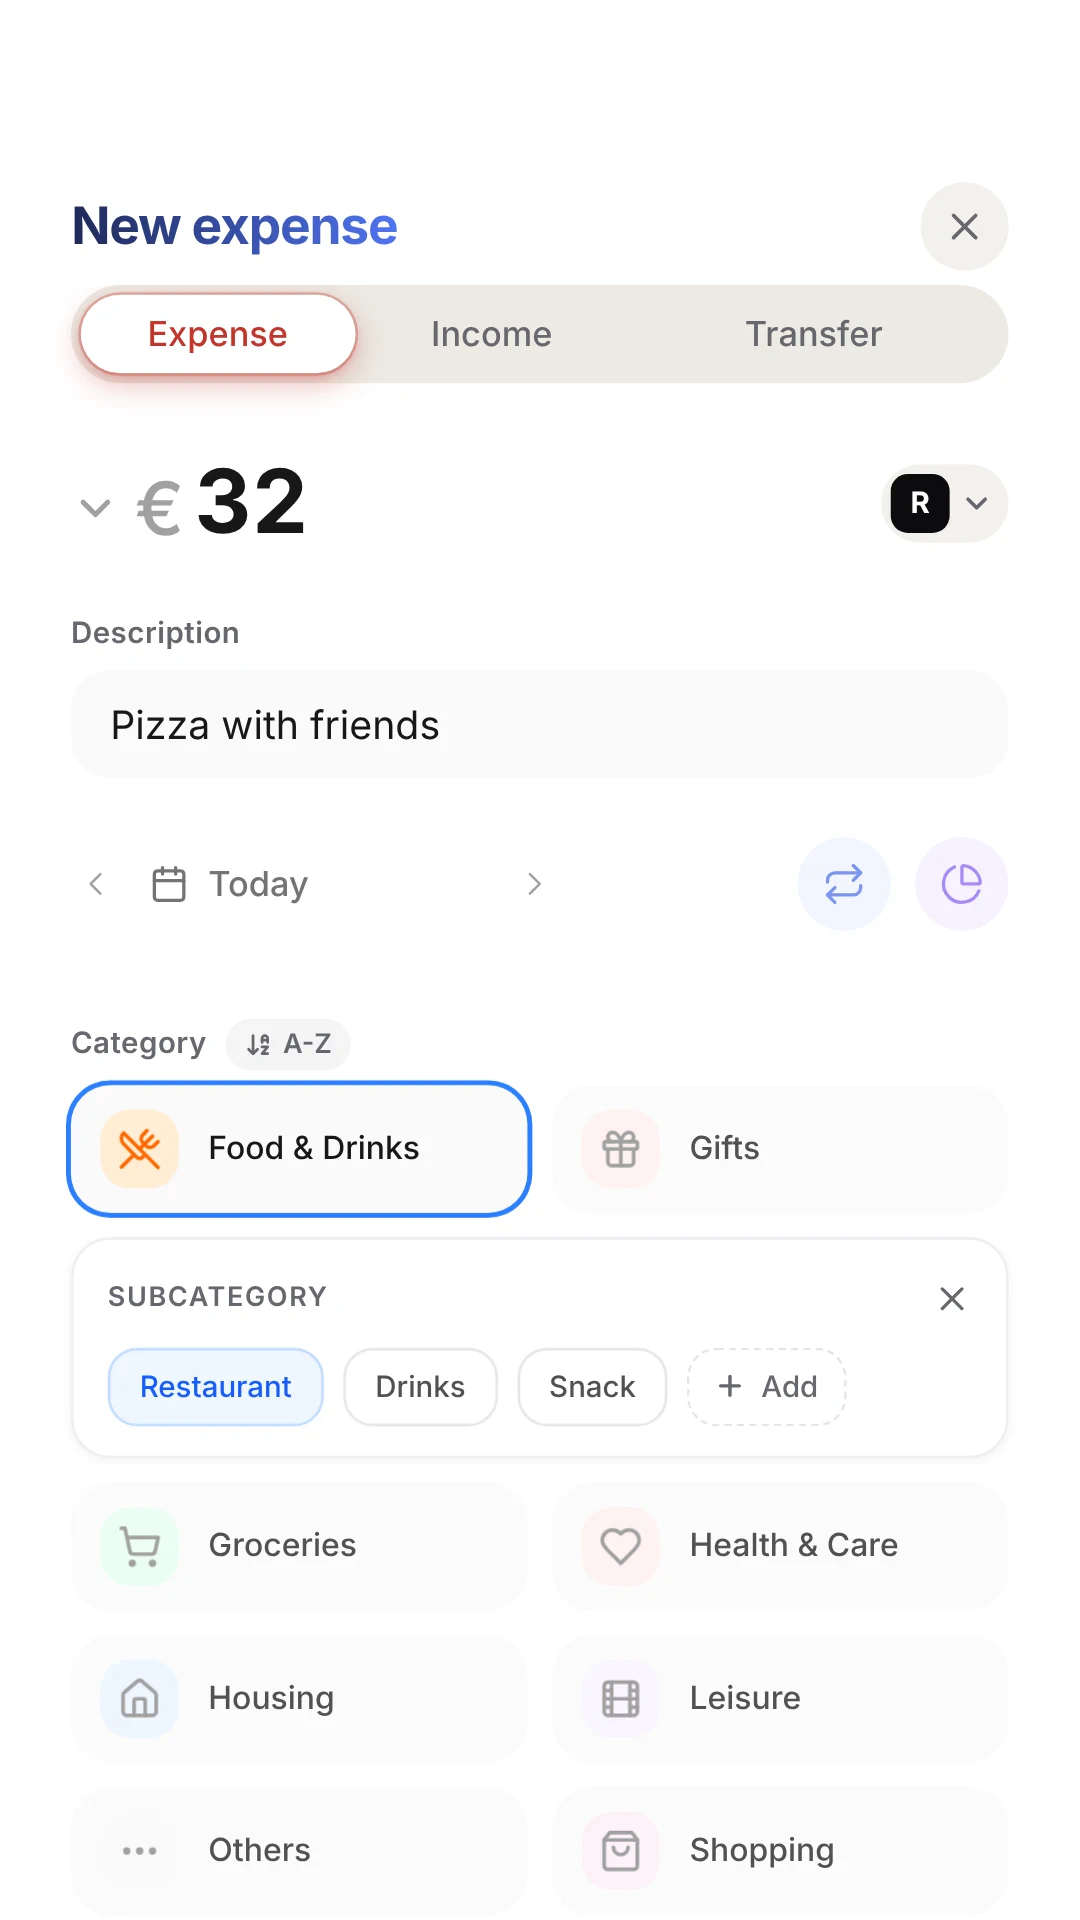 New expense
Expense Income Transfer
€ 32 R
Description
Pizza with friends
Today
Category A-Z
Food & Drinks Gifts
SUBCATEGORY
Restaurant Drinks Snack + Add
Groceries Health & Care
Housing Leisure
Others Shopping